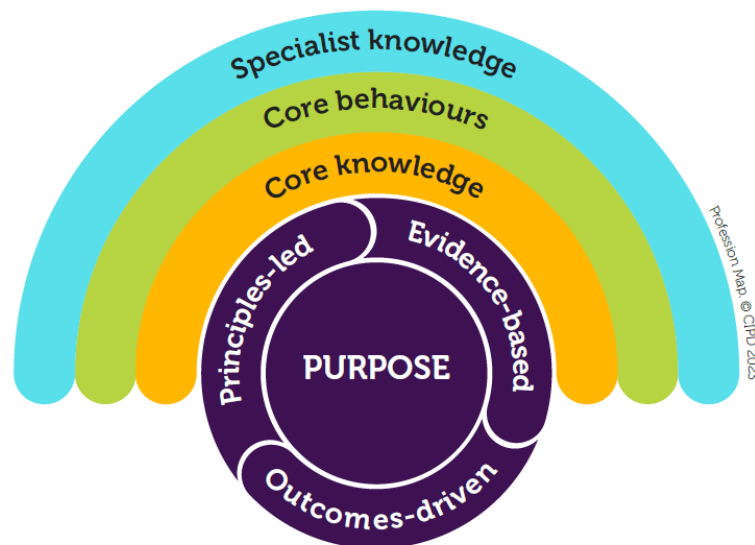 Specialist knowledge
Core behaviours
Core knowledge
Principles-led
Evidence-based
PURPOSE
Outcomes-driven
Profession Map. © CIPD 2023